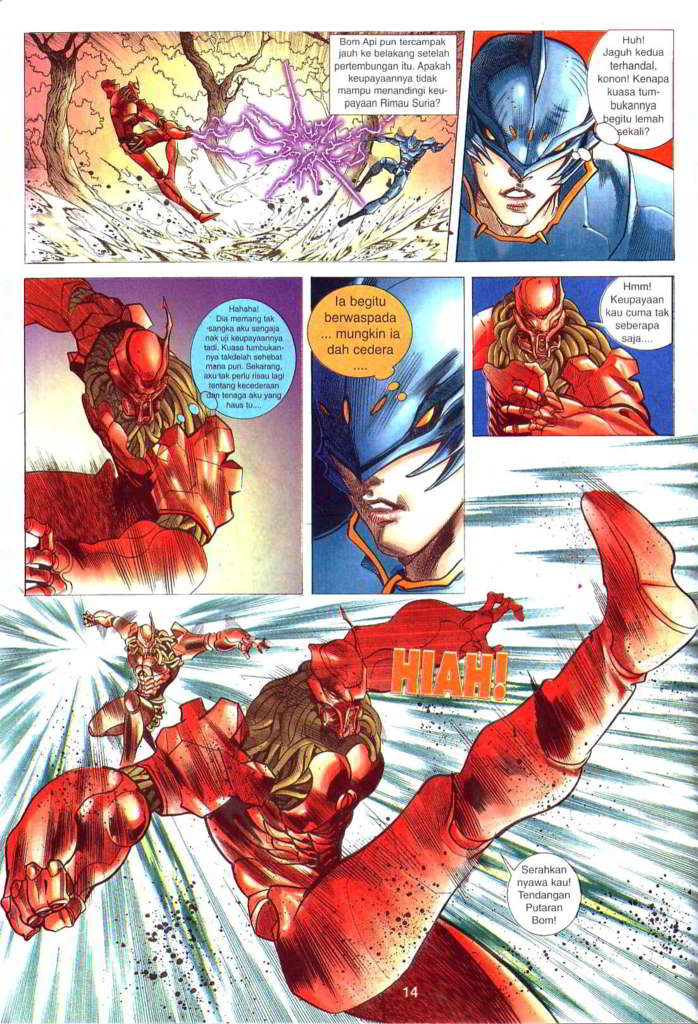 Bom Api pun tercampak
jauh ke belakang setelah
pertembungan itu. Apakah
keupayaannya tidak
mampu menandingi keu-
payaan Rimau Suria?
Huh!
Jaguh kedua
terhandal,
konon! Kenapa
kuasa tum-
bukannya
begitu lemah
sekali?
Hahaha!
Dia memang tak
sangka aku sengaja
nak uji keupayaannya
tadi. Kuasa tumbukan-
nya takdelah sehebat
mana pun. Sekarang,
aku tak perlu risau lagi
tentang kecederaan
dan tenaga aku yang
haus tu....
Ia begitu
berwaspada
... mungkin ia
dah cedera
....
Hmm!
Keupayaan
kau cuma tak
seberapa
saja....
HIAH!
Serahkan
nyawa kau!
Tendangan
Putaran
Bom!
14